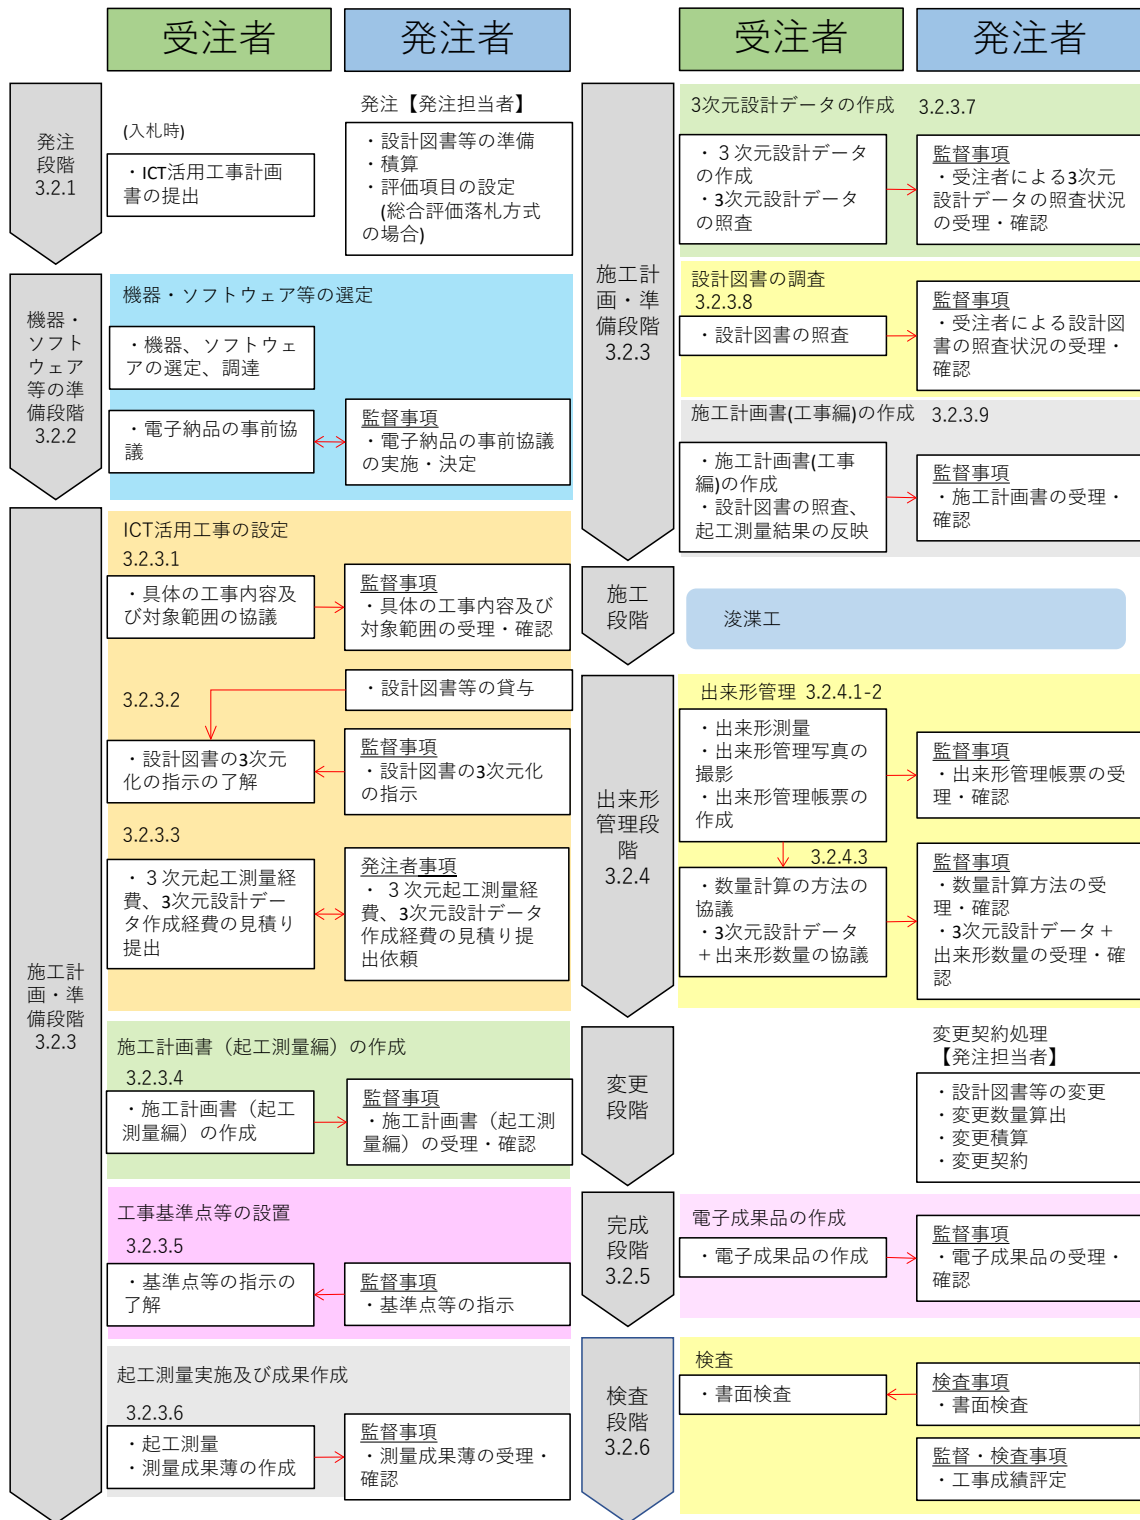 受注者
発注者
発注
段階
3.2.1
(入札時)
・ICT活用工事計画
書の提出
発注【発注担当者】
・設計図書等の準備
・積算
・評価項目の設定
(総合評価落札方式
の場合)
機器・
ソフト
ウェア
等の準
備段階
3.2.2
機器・ソフトウェア等の選定
・機器、ソフトウェ
アの選定、調達
・電子納品の事前協
議
監督事項
・電子納品の事前協議
の実施・決定
施工計
画・準
備段階
3.2.3
ICT活用工事の設定
3.2.3.1
・具体の工事内容及
び対象範囲の協議
監督事項
・具体の工事内容及び
対象範囲の受理・確認
3.2.3.2
・設計図書等の貸与
・設計図書の3次元
化の指示の了解
監督事項
・設計図書の3次元化
の指示
3.2.3.3
・３次元起工測量経
費、3次元設計デー
タ作成経費の見積り
提出
発注者事項
・３次元起工測量経
費、3次元設計データ
作成経費の見積り提
出依頼
施工計画書（起工測量編）の作成
3.2.3.4
・施工計画書（起工
測量編）の作成
監督事項
・施工計画書（起工測
量編）の受理・確認
工事基準点等の設置
3.2.3.5
・基準点等の指示の
了解
監督事項
・基準点等の指示
起工測量実施及び成果作成
3.2.3.6
・起工測量
・測量成果薄の作成
監督事項
・測量成果薄の受理・
確認
受注者
発注者
施工計
画・準
備段階
3.2.3
3次元設計データの作成 3.2.3.7
・３次元設計データ
の作成
・3次元設計データ
の照査
監督事項
・受注者による3次元
設計データの照査状況
の受理・確認
設計図書の調査
3.2.3.8
・設計図書の照査
監督事項
・受注者による設計図
書の照査状況の受理・
確認
施工計画書(工事編)の作成 3.2.3.9
・施工計画書(工事
編)の作成
・設計図書の照査、
起工測量結果の反映
監督事項
・施工計画書の受理・
確認
施工
段階
浚渫工
出来形
管理段
階
3.2.4
出来形管理 3.2.4.1-2
・出来形測量
・出来形管理写真の
撮影
・出来形管理帳票の
作成
監督事項
・出来形管理帳票の受
理・確認
3.2.4.3
・数量計算の方法の
協議
・3次元設計データ
＋出来形数量の協議
監督事項
・数量計算方法の受
理・確認
・3次元設計データ＋
出来形数量の受理・確
認
変更
段階
変更契約処理
【発注担当者】
・設計図書等の変更
・変更数量算出
・変更積算
・変更契約
完成
段階
3.2.5
電子成果品の作成
・電子成果品の作成
監督事項
・電子成果品の受理・
確認
検査
段階
3.2.6
検査
・書面検査
検査事項
・書面検査
監督・検査事項
・工事成績評定